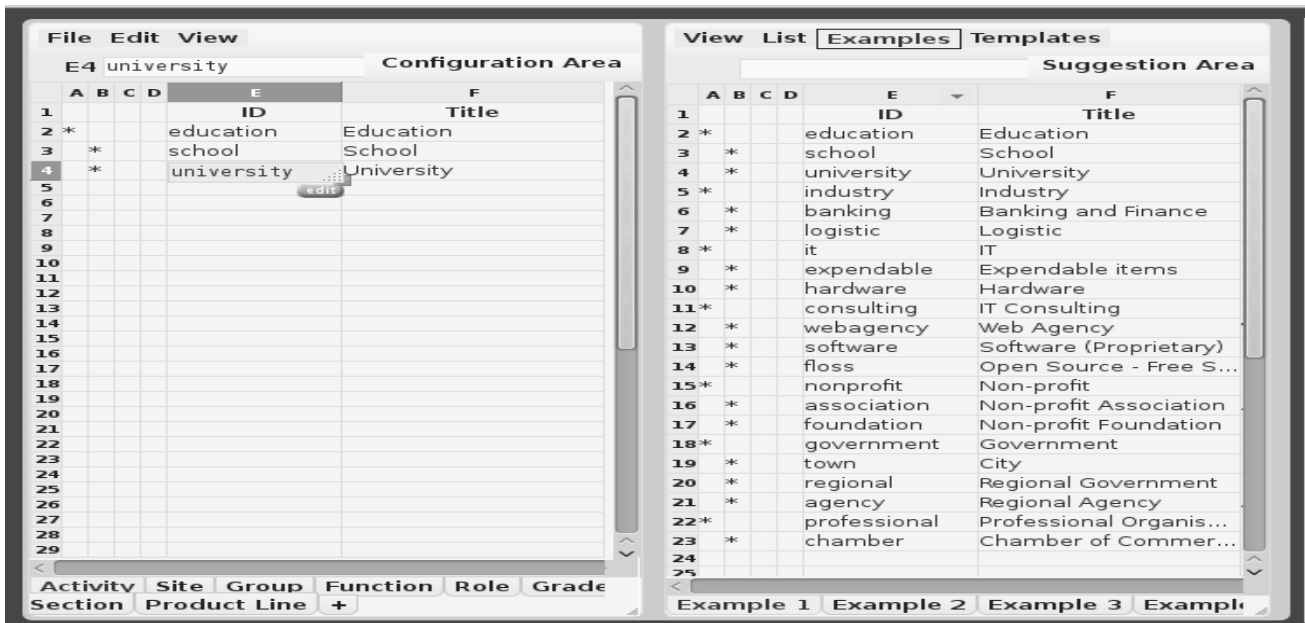 File Edit View
E4 university Configuration Area
A B C D E F
1 ID Title
2 * education Education
3 * school School
4 * university University
edit
5
6
7
8
9
10
11
12
13
14
15
16
17
18
19
20
21
22
23
24
25
26
27
28
29
Activity Site Group Function Role Grade
Section Product Line +
View List Examples Templates
Suggestion Area
A B C D E F
1 ID Title
2 * education Education
3 * school School
4 * university University
5 * industry Industry
6 * banking Banking and Finance
7 * logistic Logistic
8 * it IT
9 * expendable Expendable items
10 * hardware Hardware
11 * consulting IT Consulting
12 * webagency Web Agency
13 * software Software (Proprietary)
14 * floss Open Source - Free S...
15 * nonprofit Non-profit
16 * association Non-profit Association
17 * foundation Non-profit Foundation
18 * government Government
19 * town City
20 * regional Regional Government
21 * agency Regional Agency
22 * professional Professional Organis...
23 * chamber Chamber of Commer...
24
25
Example 1 Example 2 Example 3 Example